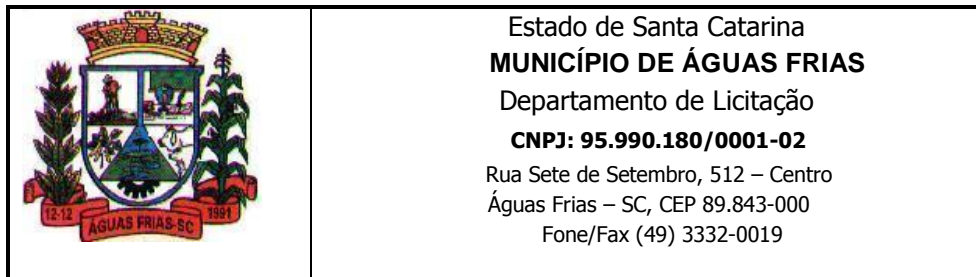 Estado de Santa Catarina
MUNICÍPIO DE ÁGUAS FRIAS
Departamento de Licitação
CNPJ: 95.990.180/0001-02
Rua Sete de Setembro, 512 – Centro
Águas Frias – SC, CEP 89.843-000
Fone/Fax (49) 3332-0019
12-12
ÁGUAS FRIAS-SC
1991